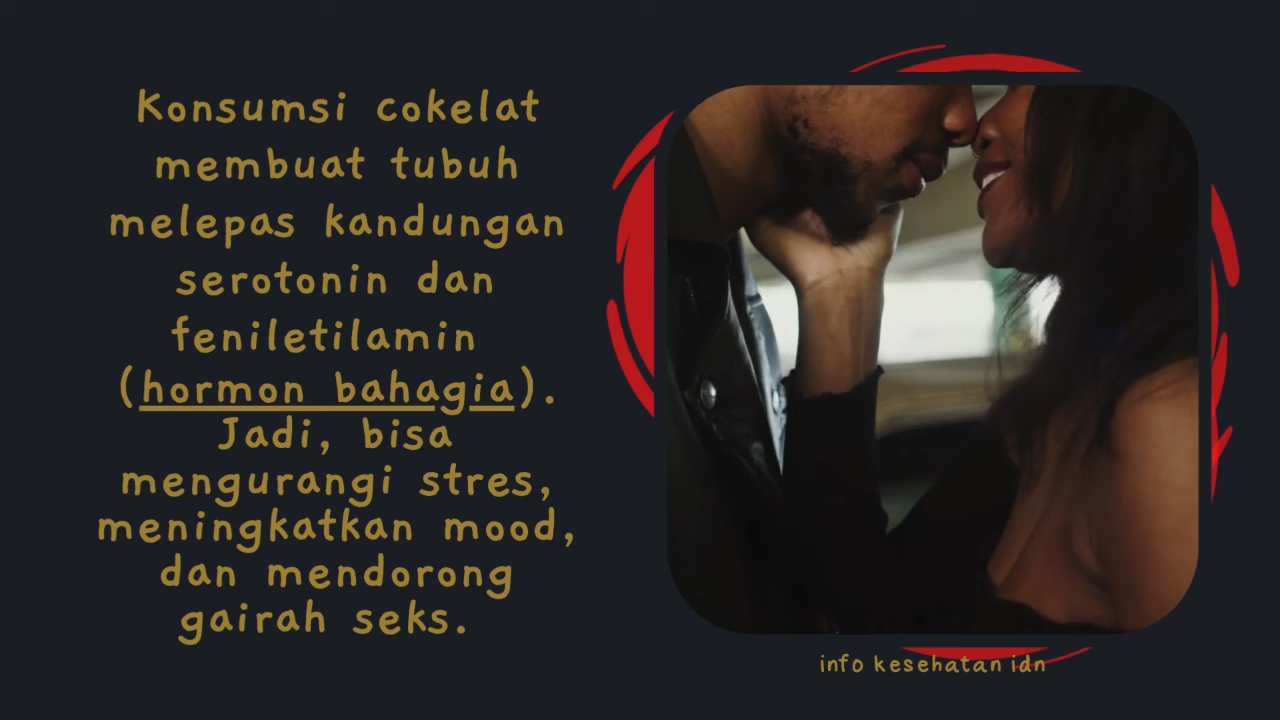 Konsumsi cokelat
membuat tubuh
melepas kandungan
serotonin dan
feniletilamin
(hormon bahagia).
Jadi, bisa
mengurangi stres,
meningkatkan mood,
dan mendorong
gairah seks.
info kesehatan idn